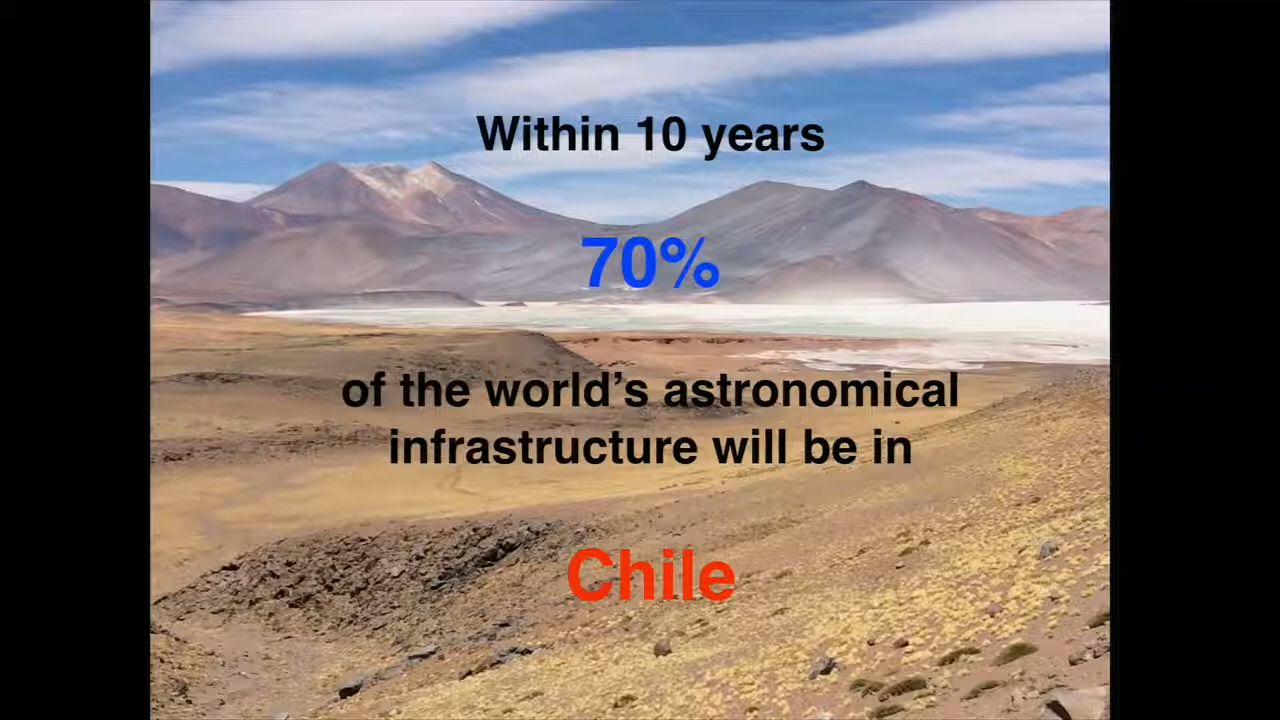 Within 10 years
70%
of the world’s astronomical
infrastructure will be in
Chile